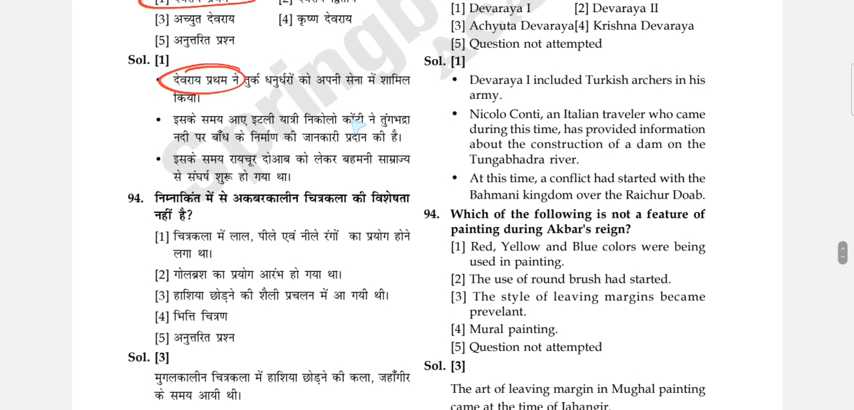 [3] अच्युत देवराय [4] कृष्ण देवराय
[5] अनुत्तरित प्रश्न
Sol. [1]
• देवराय प्रथम ने तुर्क धनुर्धरों को अपनी सेना में शामिल
किया।
• इसके समय आए इटली यात्री निकोलो कोंटी ने तुंगभद्रा
नदी पर बाँध के निर्माण की जानकारी प्रदान की है।
• इसके समय रायचूर दोआब को लेकर बहमनी साम्राज्य
से संघर्ष शुरू हो गया था।
94. निम्नांकित में से अकबरकालीन चित्रकला की विशेषता
नहीं है?
[1] चित्रकला में लाल, पीले एवं नीले रंगों का प्रयोग होने
लगा था।
[2] गोलब्रश का प्रयोग आरंभ हो गया था।
[3] हाशिया छोड़ने की शैली प्रचलन में आ गयी थी।
[4] भित्ति चित्रण
[5] अनुत्तरित प्रश्न
Sol. [3]
मुगलकालीन चित्रकला में हाशिया छोड़ने की कला, जहाँगीर
के समय आयी थी।
[1] Devaraya I [2] Devaraya II
[3] Achyuta Devaraya[4] Krishna Devaraya
[5] Question not attempted
Sol. [1]
• Devaraya I included Turkish archers in his
army.
• Nicolo Conti, an Italian traveler who came
during this time, has provided information
about the construction of a dam on the
Tungabhadra river.
• At this time, a conflict had started with the
Bahmani kingdom over the Raichur Doab.
94. Which of the following is not a feature of
painting during Akbar's reign?
[1] Red, Yellow and Blue colors were being
used in painting.
[2] The use of round brush had started.
[3] The style of leaving margins became
prevelant.
[4] Mural painting.
[5] Question not attempted
Sol. [3]
The art of leaving margin in Mughal painting
came at the time of Jahangir.